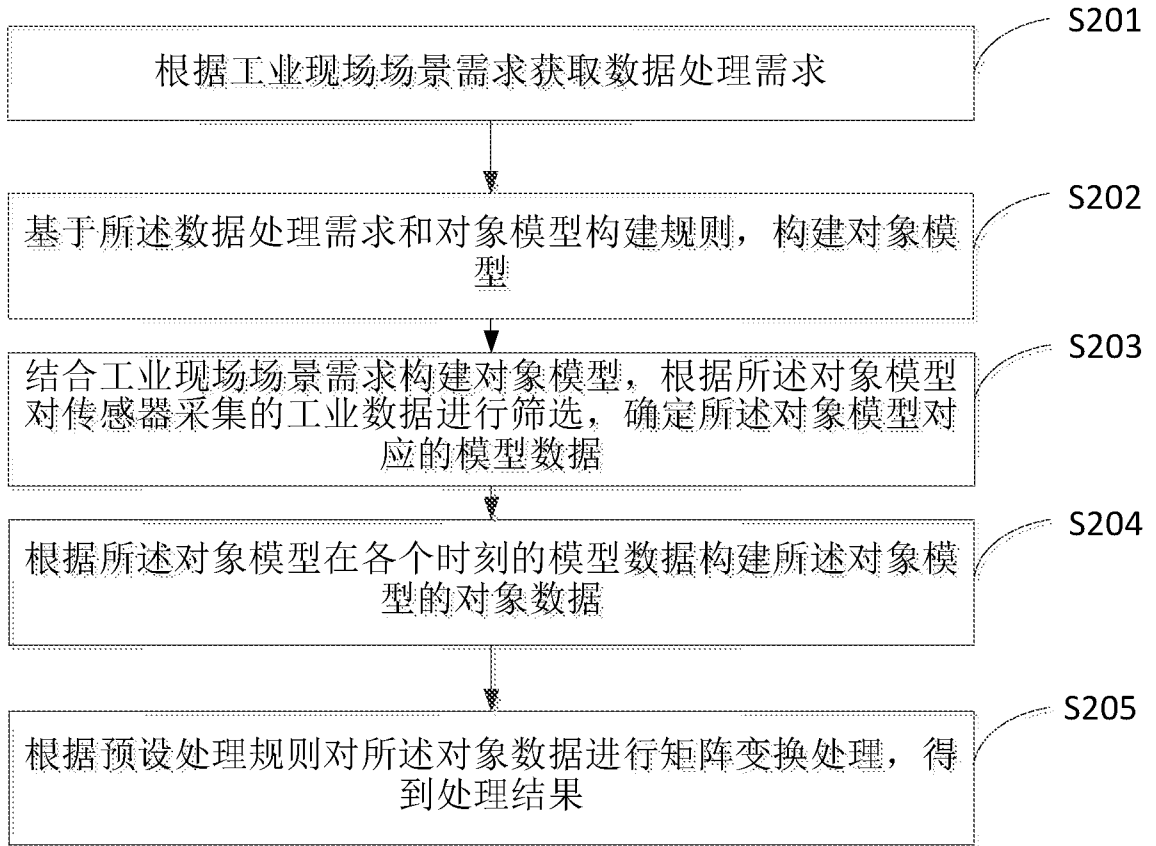 S201
根据工业现场场景需求获取数据处理需求
S202
基于所述数据处理需求和对象模型构建规则，构建对象模
型
S203
结合工业现场场景需求构建对象模型，根据所述对象模型
对传感器采集的工业数据进行筛选，确定所述对象模型对
应的模型数据
S204
根据所述对象模型在各个时刻的模型数据构建所述对象模
型的对象数据
S205
根据预设处理规则对所述对象数据进行矩阵变换处理，得
到处理结果